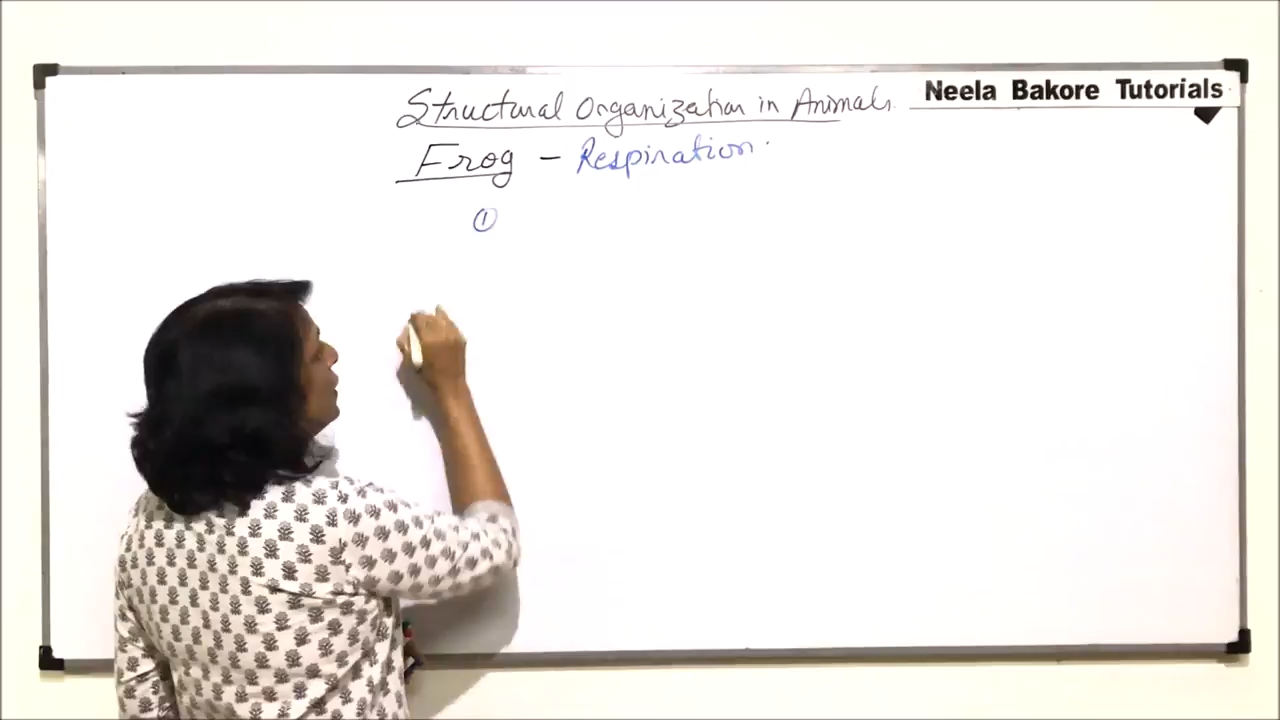 Neela Bakore Tutorials
Structural Organization in Animals.
Frog - Respiration.
①